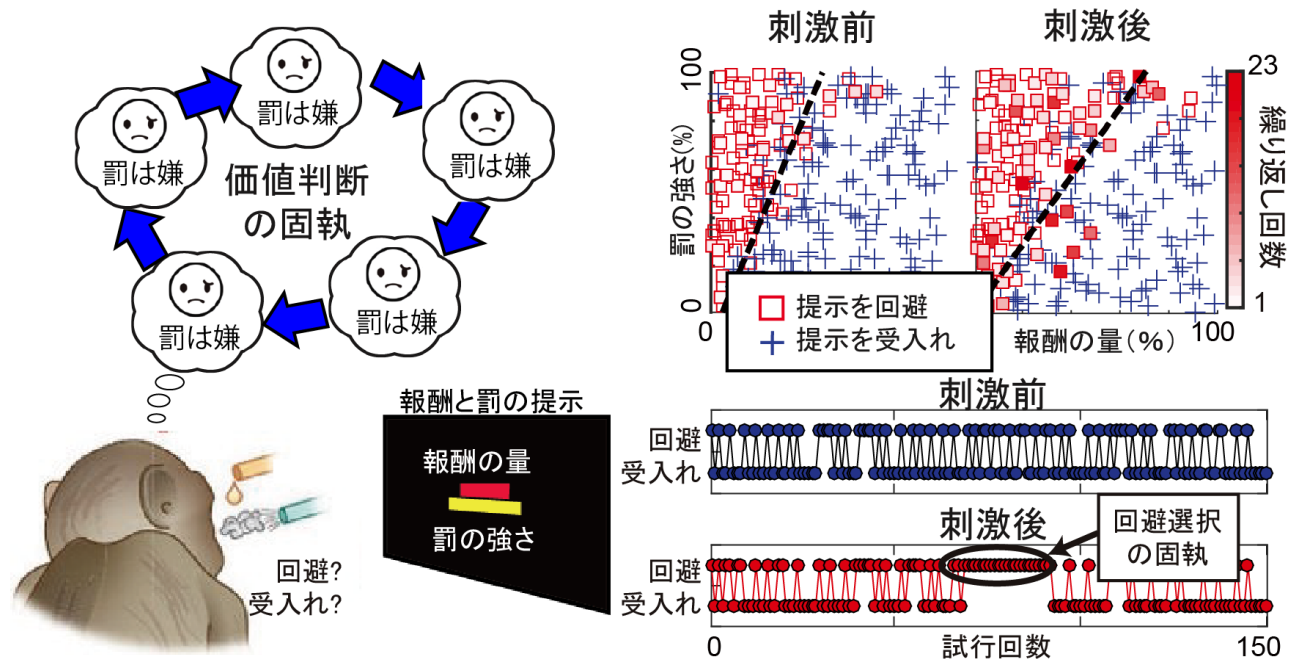 罰は嫌
罰は嫌
罰は嫌
罰は嫌
罰は嫌
価値判断
の固執
回避?
受入れ?
報酬と罰の提示
報酬の量
罰の強さ
刺激前
刺激後
罰の強さ(%)
100
0
0
報酬の量(%)
100
提示を回避
提示を受入れ
23
繰り返し回数
1
刺激前
回避
受入れ
刺激後
回避選択
の固執
回避
受入れ
0
試行回数
150